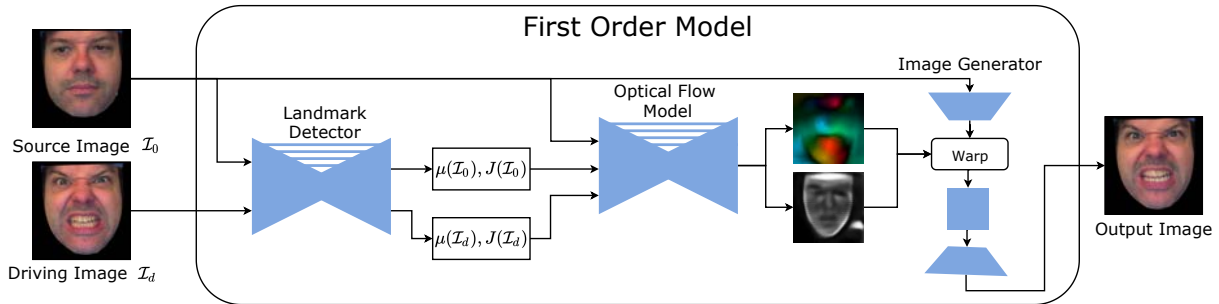 First Order Model
Source Image I₀
Driving Image I_d
Landmark
Detector
μ(I₀), J(I₀)
μ(I_d), J(I_d)
Optical Flow
Model
Image Generator
Warp
Output Image